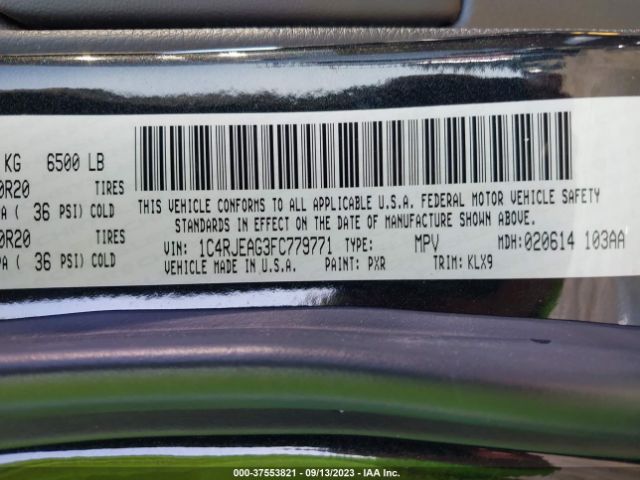 KG 6500 LB
0R20 TIRES
PA ( 36 PSI) COLD
0R20 TIRES
PA ( 36 PSI) COLD
THIS VEHICLE CONFORMS TO ALL APPLICABLE U.S.A. FEDERAL MOTOR VEHICLE SAFETY
STANDARDS IN EFFECT ON THE DATE OF MANUFACTURE SHOWN ABOVE.
VIN: 1C4RJEAG3FC779771 TYPE: MPV MDH: 020614 103AA
VEHICLE MADE IN U.S.A. PAINT: PXR TRIM: KLX9
000-37553821 - 09/13/2023 - IAA Inc.